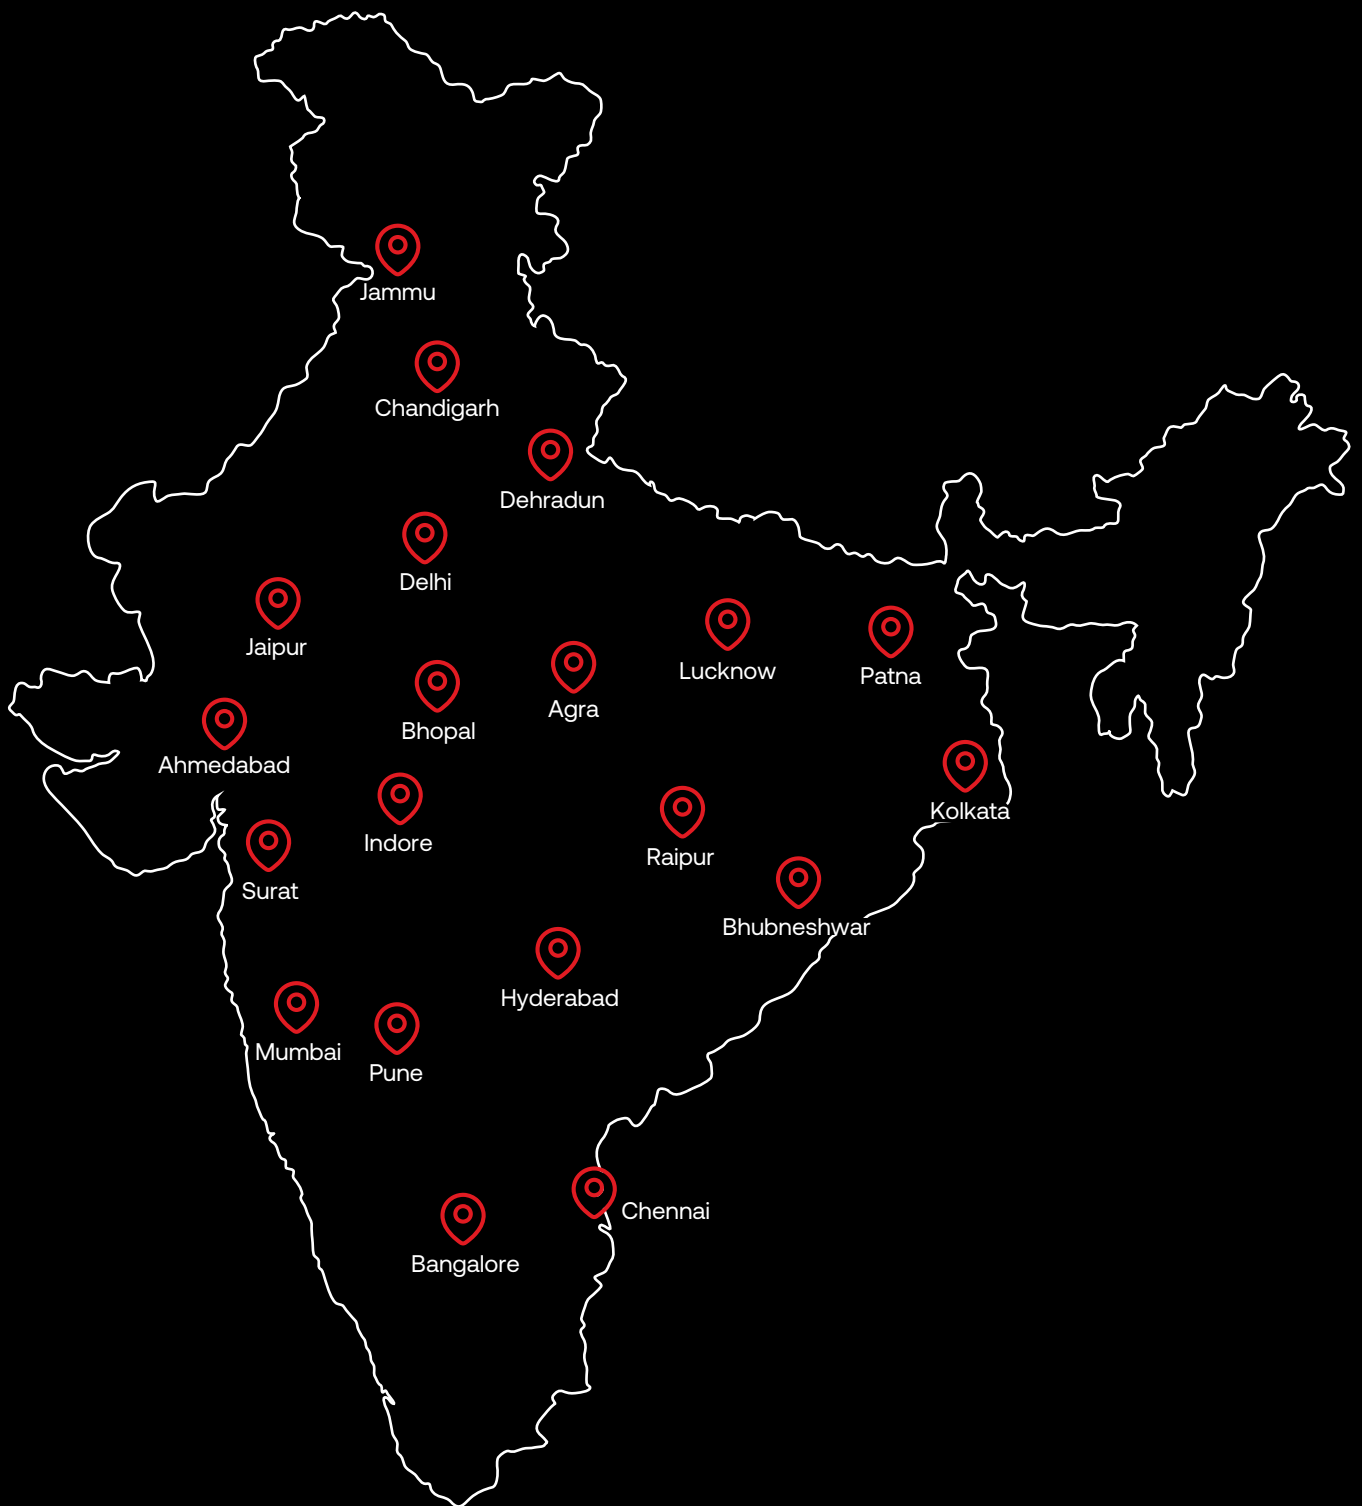 Jammu
Chandigarh
Dehradun
Delhi
Jaipur
Lucknow
Patna
Agra
Bhopal
Ahmedabad
Kolkata
Indore
Raipur
Surat
Bhubneshwar
Hyderabad
Mumbai
Pune
Chennai
Bangalore